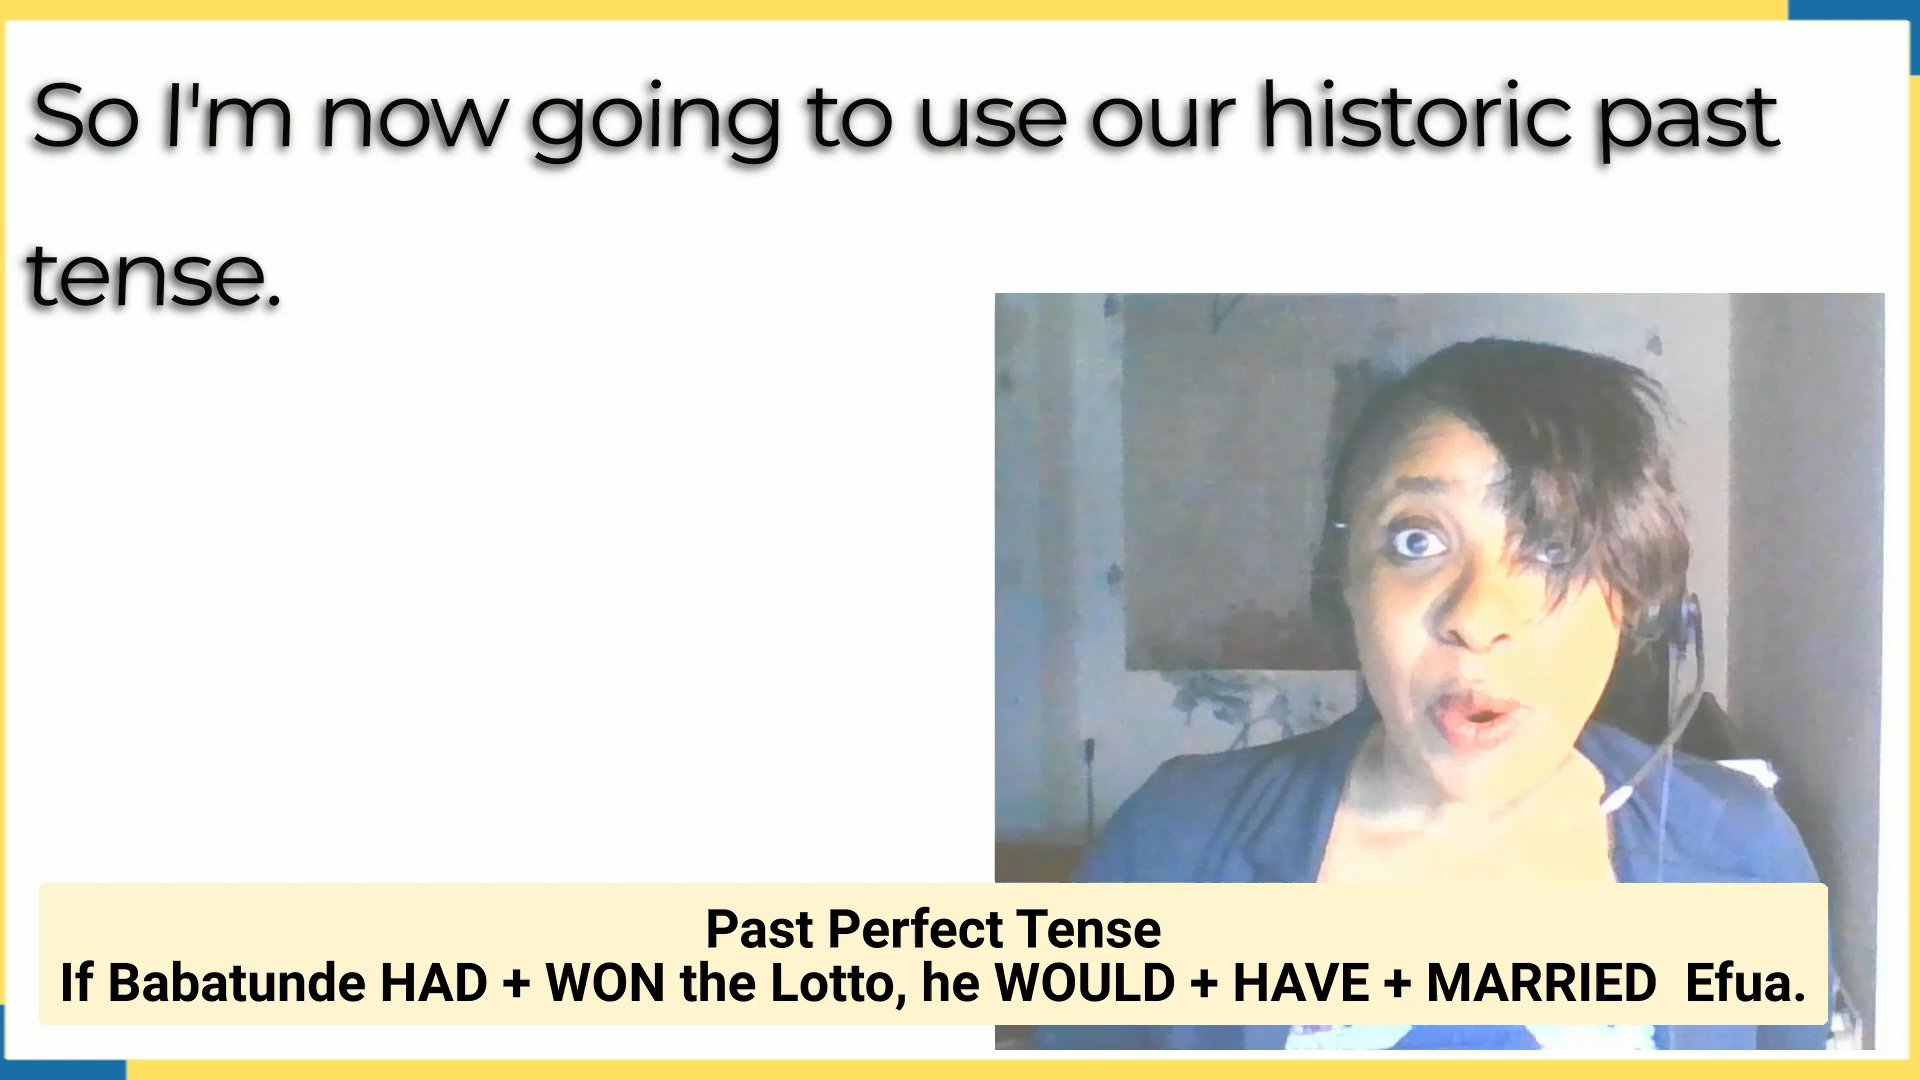 So I'm now going to use our historic past
tense.
Past Perfect Tense
If Babatunde HAD + WON the Lotto, he WOULD + HAVE + MARRIED  Efua.